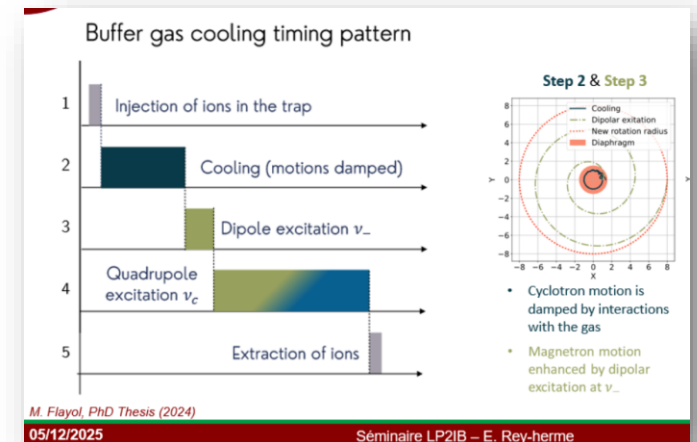 Buffer gas cooling timing pattern
1
Injection of ions in the trap
2
Cooling (motions damped)
3
Dipole excitation ν₋
4
Quadrupole
excitation νc
5
Extraction of ions
Step 2 & Step 3
Cooling
Dipolar exitation
New rotation radius
Diaphragm
8
6
4
2
0
−2
−4
−6
−8
Y
−8 −6 −4 −2 0 2 4 6 8
X
• Cyclotron motion is
damped by interactions
with the gas
• Magnetron motion
enhanced by dipolar
excitation at ν₋
M. Flayol, PhD Thesis (2024)
05/12/2025
Séminaire LP2IB – E. Rey-herme